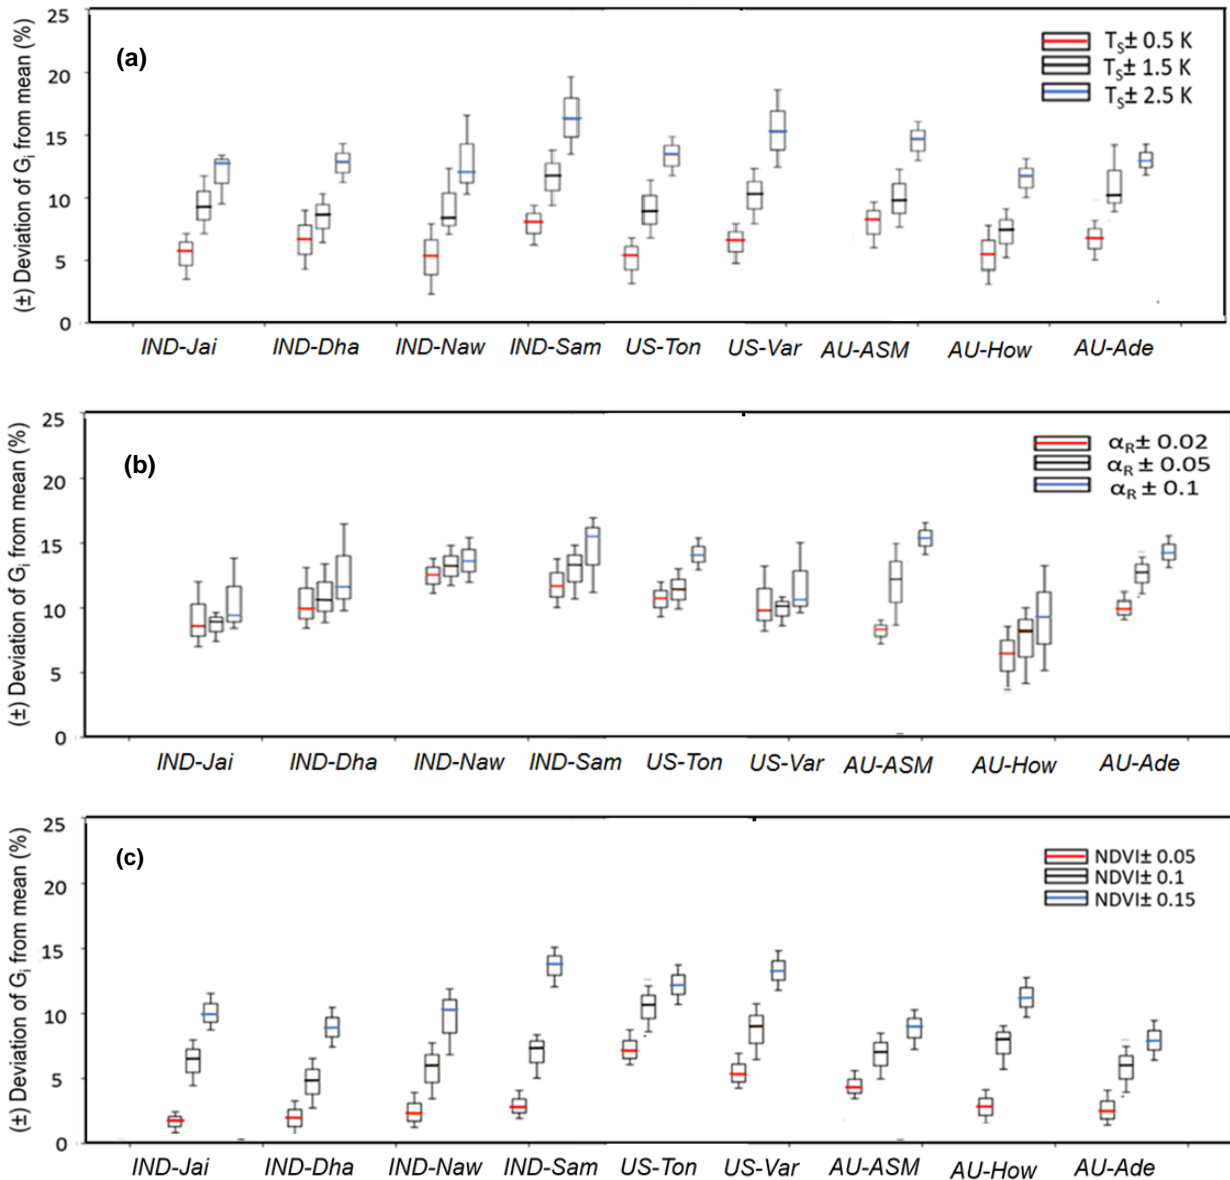 (±) Deviation of Gi from mean (%)
25
20
15
10
5
0
(a)
TS± 0.5 K
TS± 1.5 K
TS± 2.5 K
IND-Jai IND-Dha IND-Naw IND-Sam US-Ton US-Var AU-ASM AU-How AU-Ade
(±) Deviation of Gi from mean (%)
25
20
15
10
5
0
(b)
αR± 0.02
αR ± 0.05
αR ± 0.1
IND-Jai IND-Dha IND-Naw IND-Sam US-Ton US-Var AU-ASM AU-How AU-Ade
(±) Deviation of Gi from mean (%)
25
20
15
10
5
0
(c)
NDVI± 0.05
NDVI± 0.1
NDVI± 0.15
IND-Jai IND-Dha IND-Naw IND-Sam US-Ton US-Var AU-ASM AU-How AU-Ade